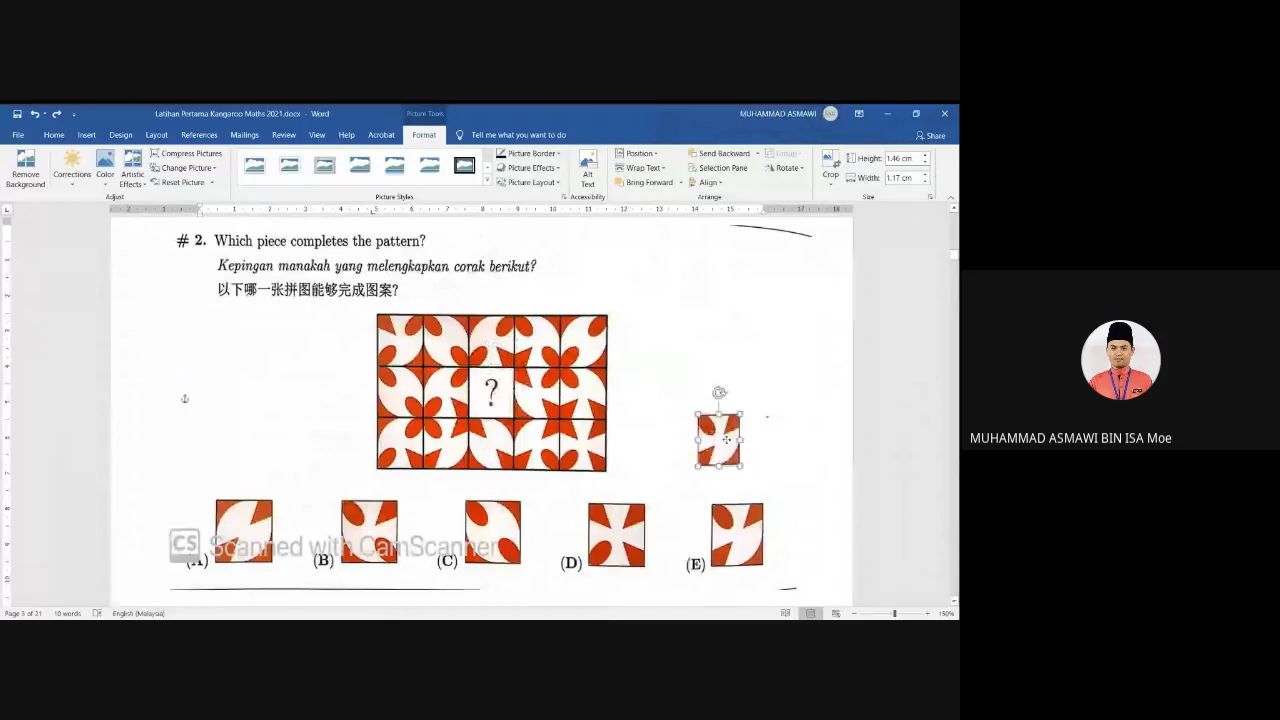 Latihan Pertama Kangaroo Maths 2021.docx - Word
Picture Tools
MUHAMMAD ASMAWI
File Home Insert Design Layout References Mailings Review View Help Acrobat Format Tell me what you want to do
Share
Remove Background
Corrections
Color
Artistic Effects
Compress Pictures
Change Picture
Reset Picture
Adjust
Picture Styles
Picture Border
Picture Effects
Picture Layout
Alt Text
Accessibility
Position
Wrap Text
Bring Forward
Send Backward
Selection Pane
Align
Group
Rotate
Arrange
Crop
Height: 1.46 cm
Width: 1.17 cm
Size
# 2. Which piece completes the pattern?
Kepingan manakah yang melengkapkan corak berikut?
以下哪一张拼图能够完成图案?
?
MUHAMMAD ASMAWI BIN ISA Moe
CS Scanned with CamScanner
(A) (B) (C) (D) (E)
Page 3 of 21 10 words English (Malaysia)
150%